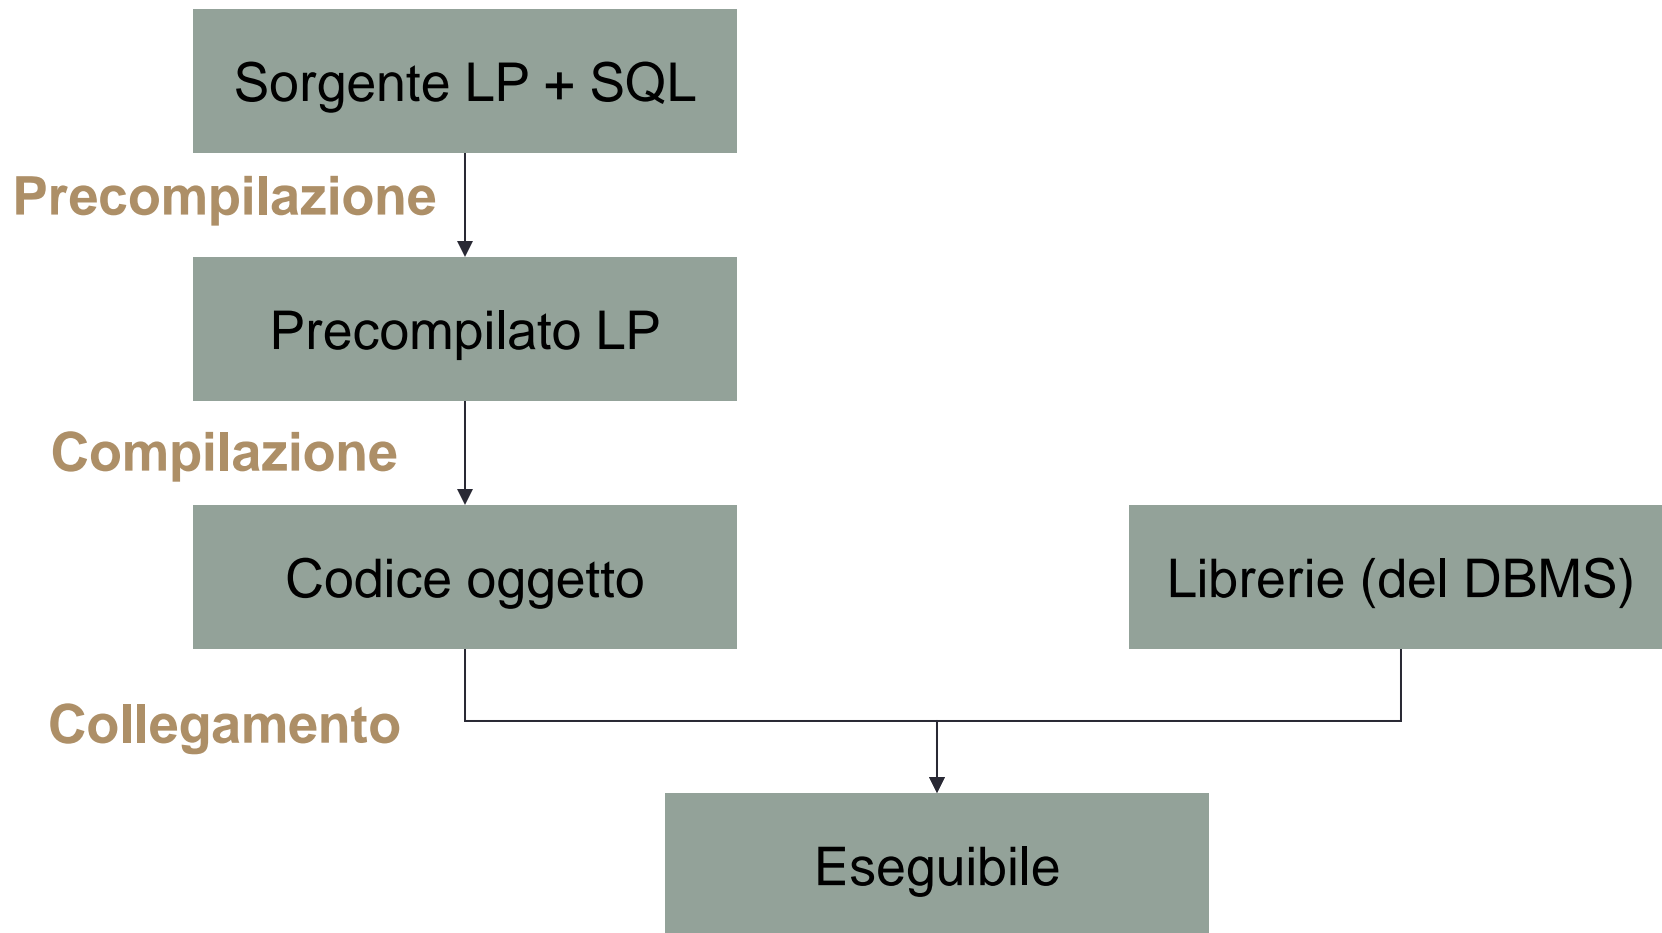 Sorgente LP + SQL
Precompilazione
Precompilato LP
Compilazione
Codice oggetto
Librerie (del DBMS)
Collegamento
Eseguibile